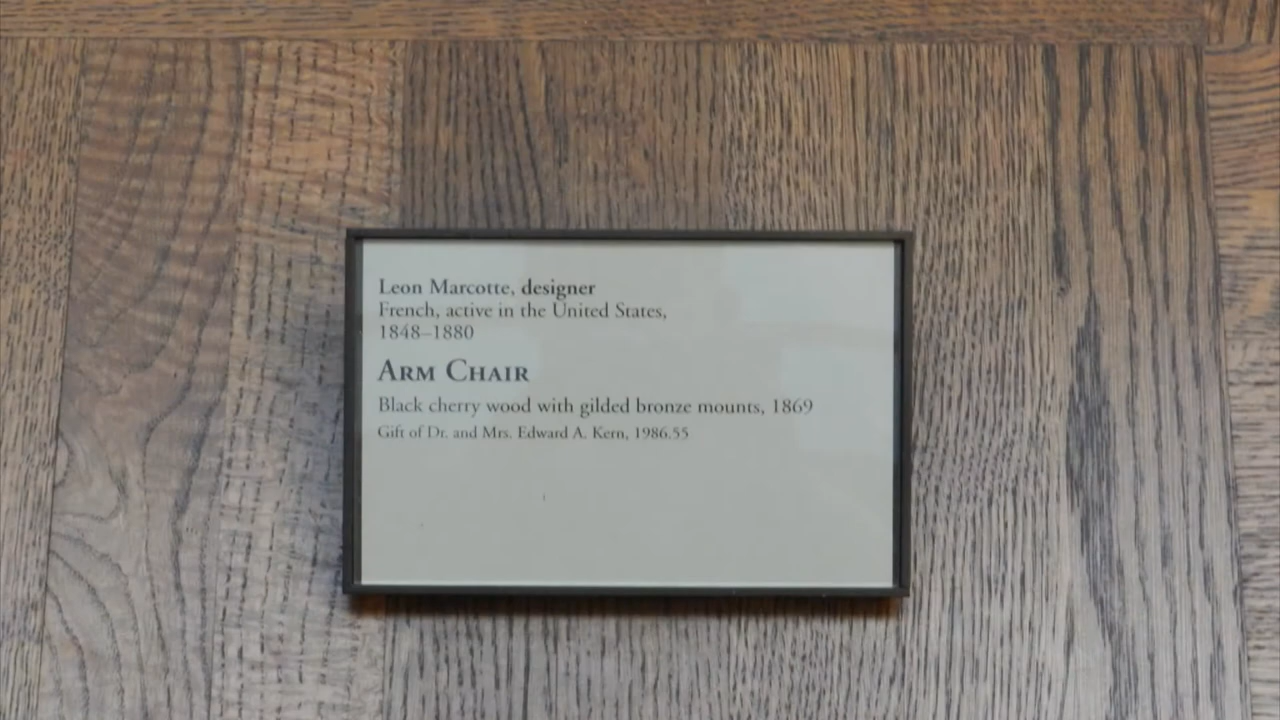 Leon Marcotte, designer
French, active in the United States,
1848–1880
ARM CHAIR
Black cherry wood with gilded bronze mounts, 1869
Gift of Dr. and Mrs. Edward A. Kern, 1986.55